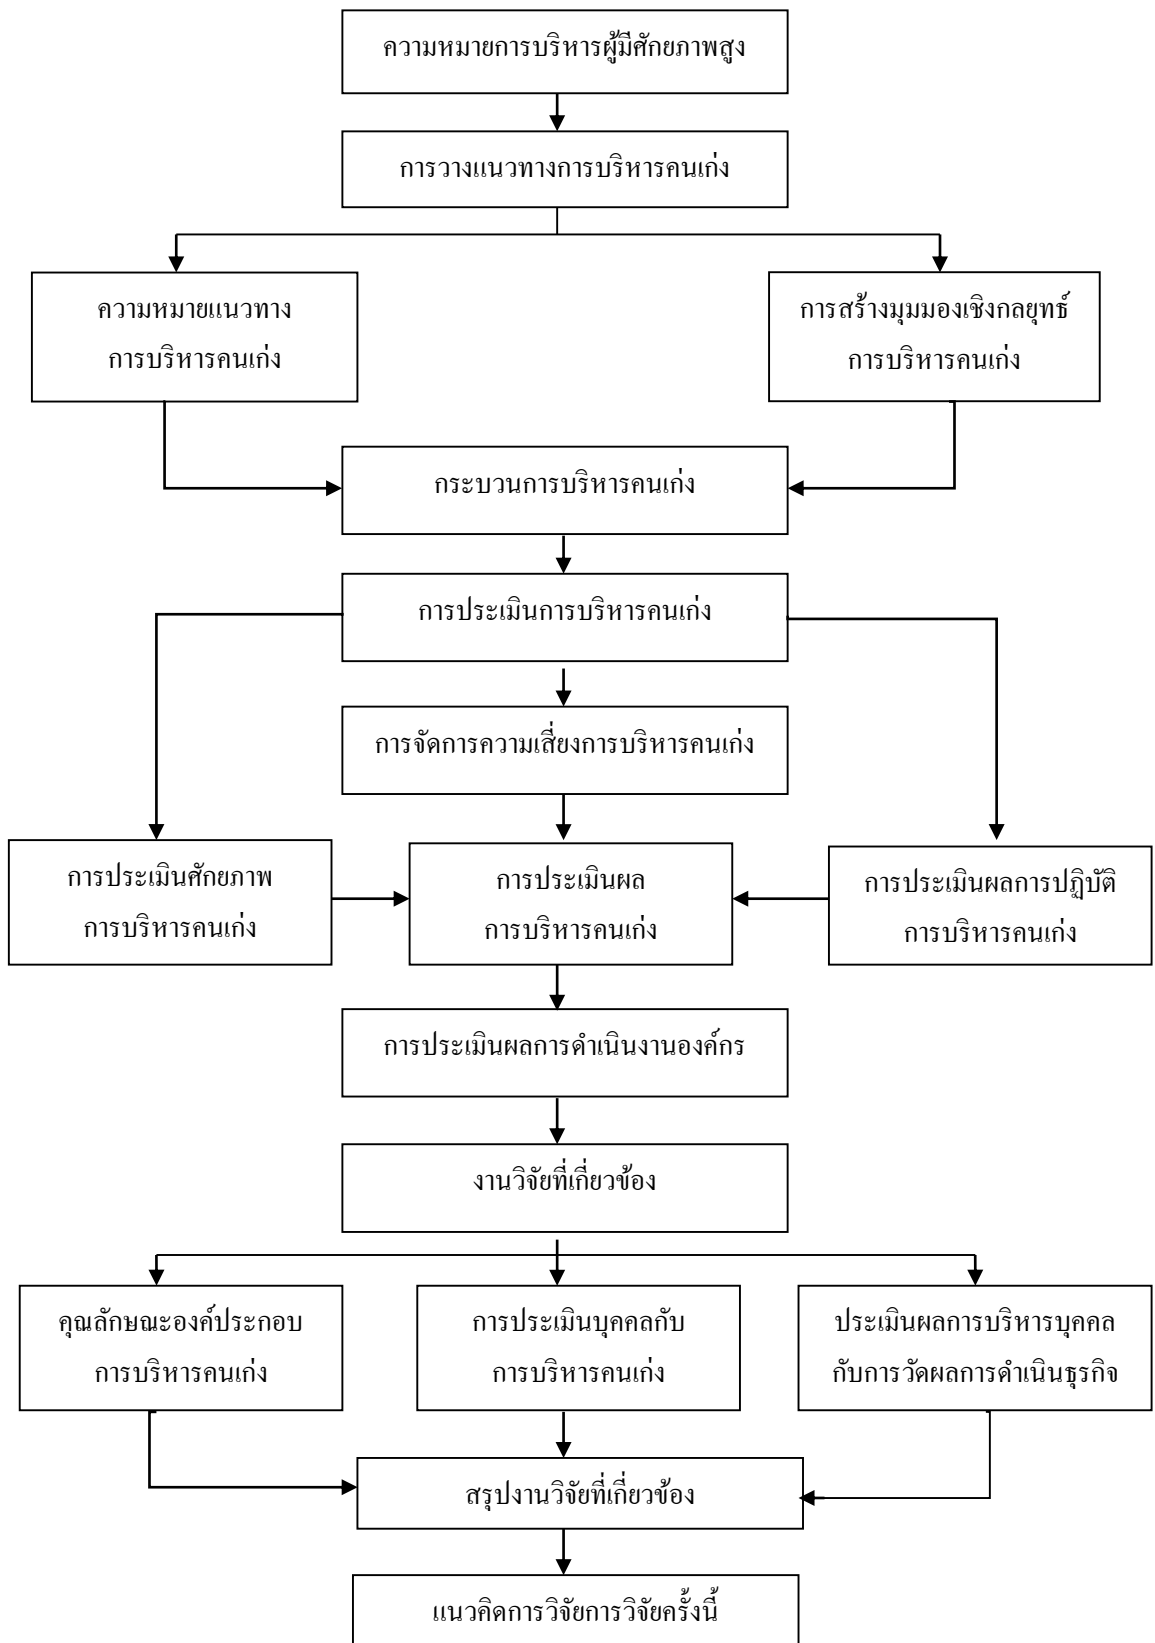 ความหมายการบริหารผู้มีศักยภาพสูง
การวางแนวทางการบริหารคนเก่ง
ความหมายแนวทาง
การบริหารคนเก่ง
การสร้างมุมมองเชิงกลยุทธ์
การบริหารคนเก่ง
กระบวนการบริหารคนเก่ง
การประเมินการบริหารคนเก่ง
การจัดการความเสี่ยงการบริหารคนเก่ง
การประเมินศักยภาพ
การบริหารคนเก่ง
การประเมินผล
การบริหารคนเก่ง
การประเมินผลการปฏิบัติ
การบริหารคนเก่ง
การประเมินผลการดำเนินงานองค์กร
งานวิจัยที่เกี่ยวข้อง
คุณลักษณะองค์ประกอบ
การบริหารคนเก่ง
การประเมินบุคคลกับ
การบริหารคนเก่ง
ประเมินผลการบริหารบุคคล
กับการวัดผลการดำเนินธุรกิจ
สรุปงานวิจัยที่เกี่ยวข้อง
แนวคิดการวิจัยการวิจัยครั้งนี้